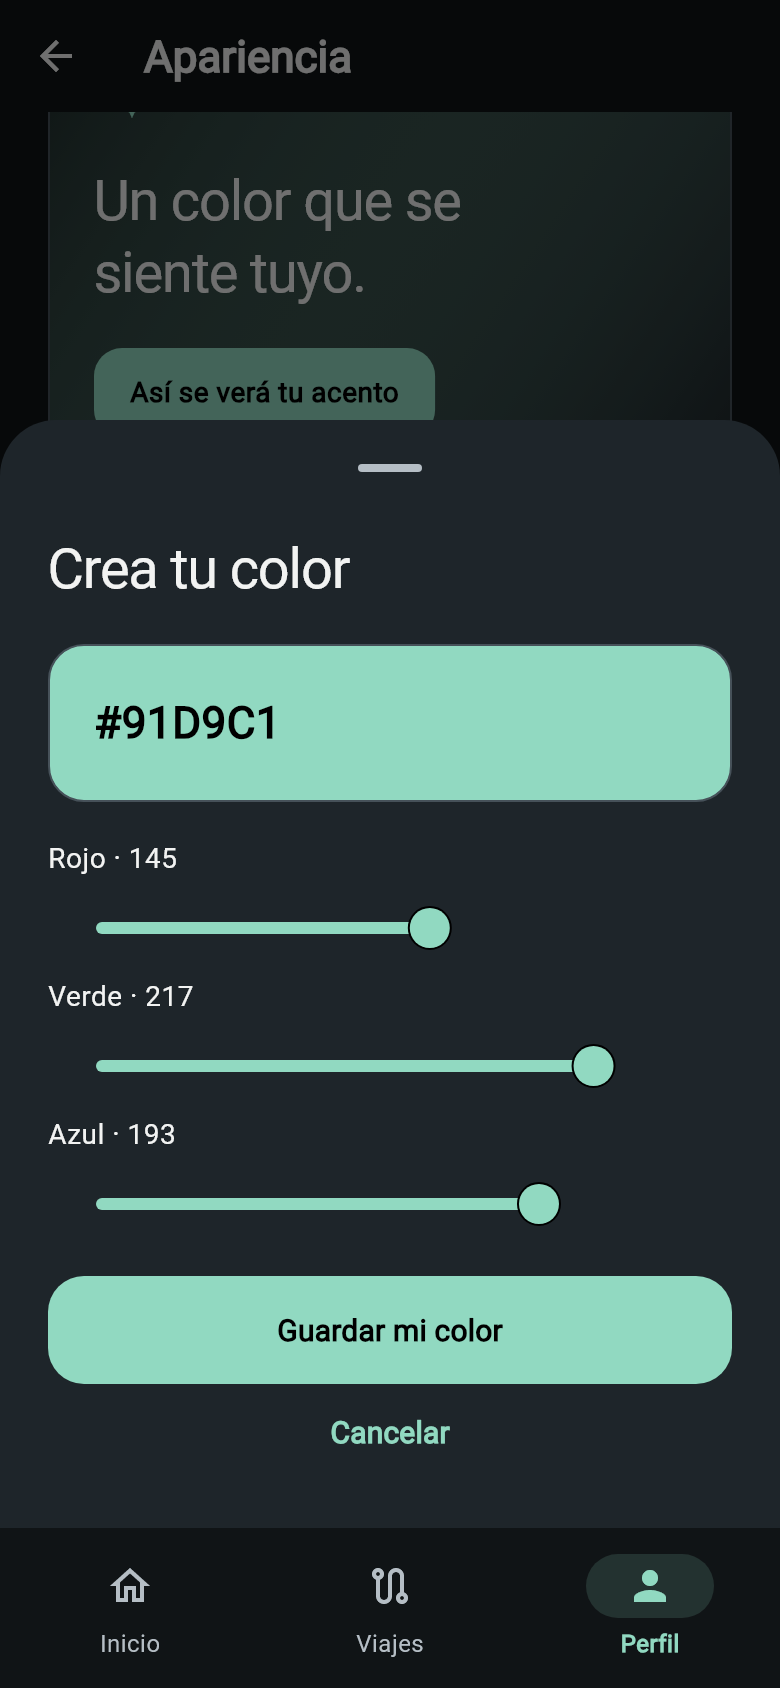 Apariencia
Un color que se
siente tuyo.
Así se verá tu acento
Crea tu color
#91D9C1
Rojo · 145
Verde · 217
Azul · 193
Guardar mi color
Cancelar
Inicio
Viajes
Perfil